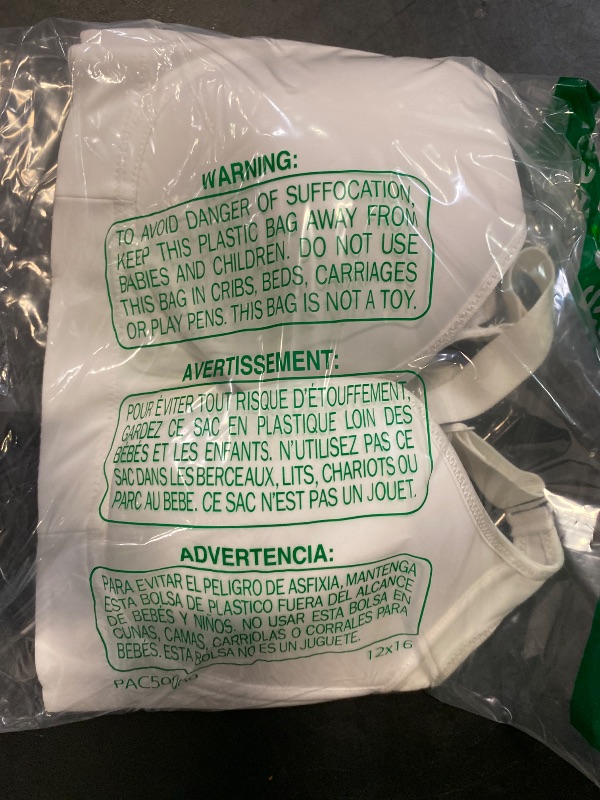 WARNING:
TO AVOID DANGER OF SUFFOCATION,
KEEP THIS PLASTIC BAG AWAY FROM
BABIES AND CHILDREN. DO NOT USE
THIS BAG IN CRIBS, BEDS, CARRIAGES
OR PLAY PENS. THIS BAG IS NOT A TOY.
AVERTISSEMENT:
POUR ÉVITER TOUT RISQUE D'ÉTOUFFEMENT,
GARDEZ CE SAC EN PLASTIQUE LOIN DES
BÉBÉS ET LES ENFANTS. N'UTILISEZ PAS CE
SAC DANS LES BERCEAUX, LITS, CHARIOTS OU
PARC AU BEBE. CE SAC N'EST PAS UN JOUET.
ADVERTENCIA:
PARA EVITAR EL PELIGRO DE ASFIXIA, MANTENGA
ESTA BOLSA DE PLASTICO FUERA DEL ALCANCE
DE BEBÉS Y NINOS. NO USAR ESTA BOLSA EN
CUNAS, CAMAS, CARRIOLAS O CORRALES PARA
BEBÉS. ESTA BOLSA NO ES UN JUGUETE.
12x16